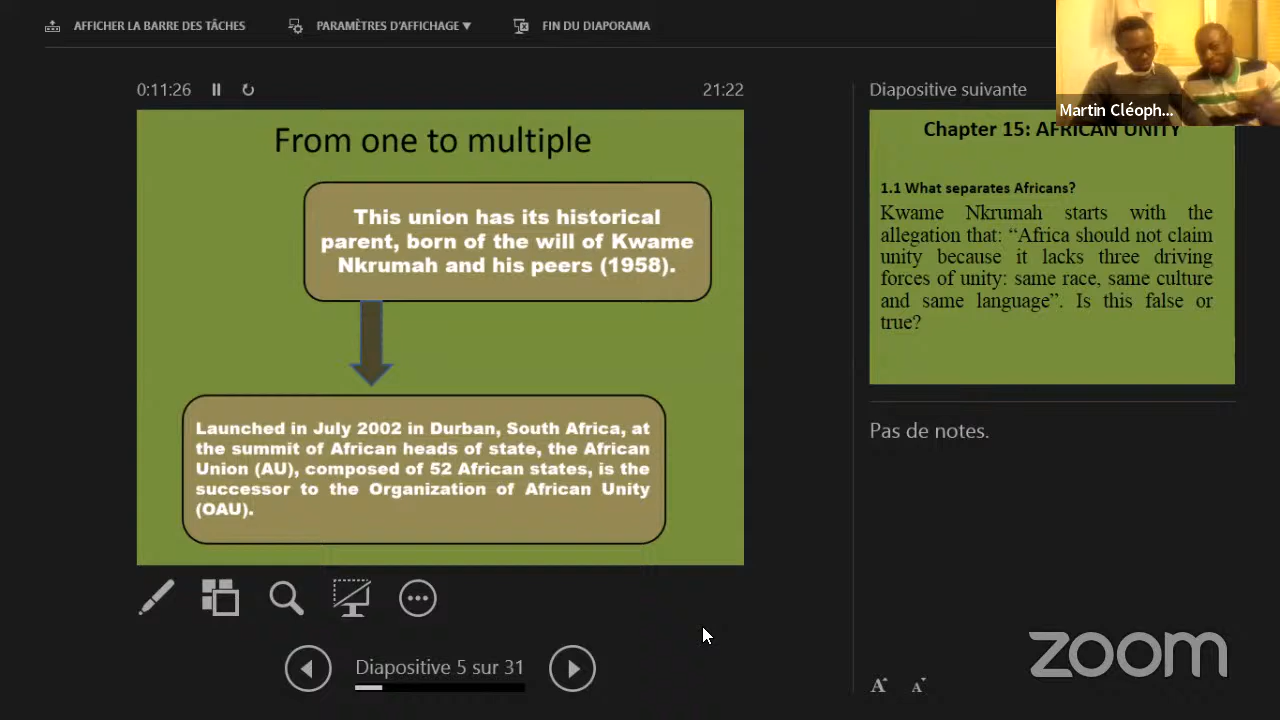 AFFICHER LA BARRE DES TÂCHES
PARAMÈTRES D'AFFICHAGE
FIN DU DIAPORAMA
Martin Cléoph...
0:11:26
21:22
From one to multiple
This union has its historical
parent, born of the will of Kwame
Nkrumah and his peers (1958).
Launched in July 2002 in Durban, South Africa, at
the summit of African heads of state, the African
Union (AU), composed of 52 African states, is the
successor to the Organization of African Unity
(OAU).
Diapositive 5 sur 31
Diapositive suivante
Chapter 15: AFRICAN UNITY
1.1 What separates Africans?
Kwame Nkrumah starts with the
allegation that: “Africa should not claim
unity because it lacks three driving
forces of unity: same race, same culture
and same language”. Is this false or
true?
Pas de notes.
A A
zoom